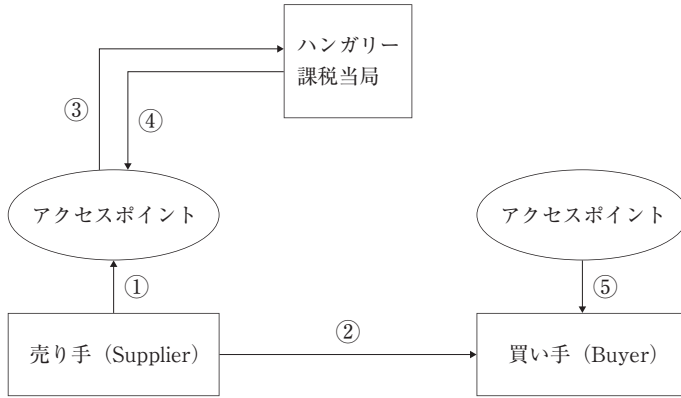 ハンガリー
課税当局
③
④
アクセスポイント
アクセスポイント
①
⑤
②
売り手（Supplier）
買い手（Buyer）